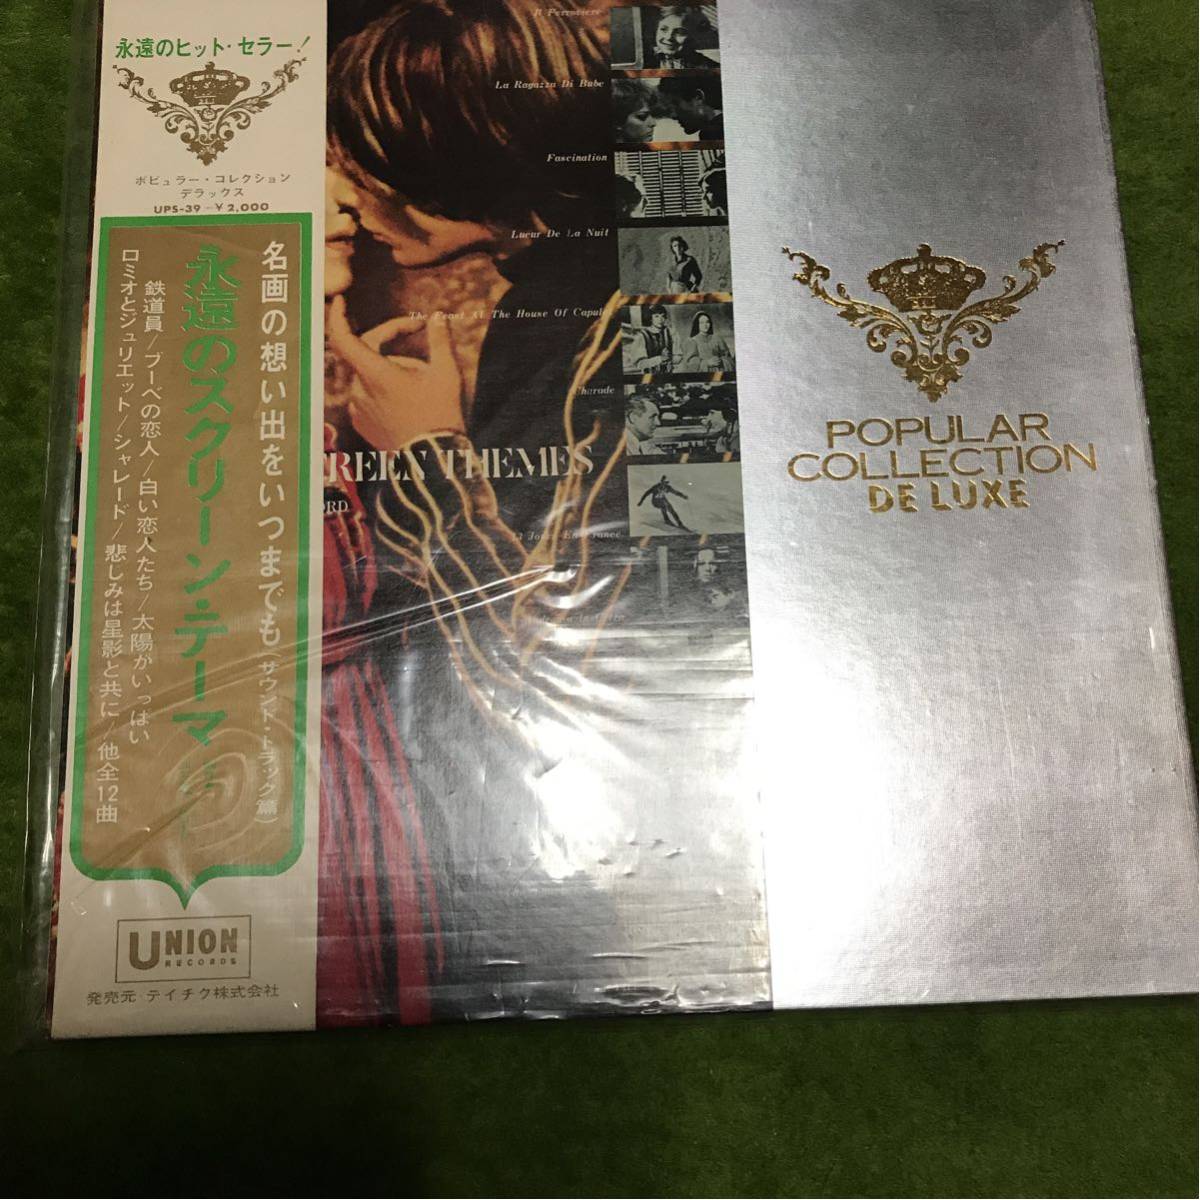 永遠のヒット・セラー!
ポピュラー・コレクション
デラックス
UPS-39 ¥2,000
名画の想い出をいつまでも(サウンド・トラック篇)
永遠のスクリーン・テーマ
鉄道員/ブーベの恋人/白い恋人たち/太陽がいっぱい
ロミオとジュリエット/シャレード/悲しみは星影と共に/他全12曲
UNION
RECORDS
発売元・テイチク株式会社
Il Ferroviere
La Ragazza Di Bube
Fascination
Lueur De La Nuit
The Feast At The House Of Capulet
Charade
REEN THEMES
ORD
13 Jours En France
POPULAR
COLLECTION
DE LUXE